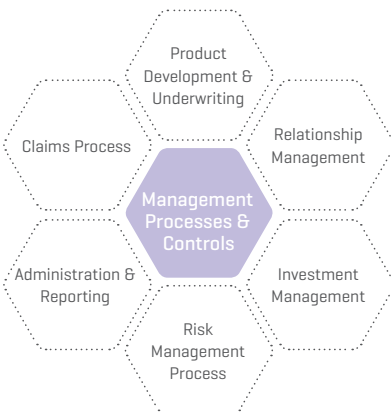 Product
Development &
Underwriting
Claims Process
Relationship
Management
Management
Processes &
Controls
Administration &
Reporting
Investment
Management
Risk
Management
Process